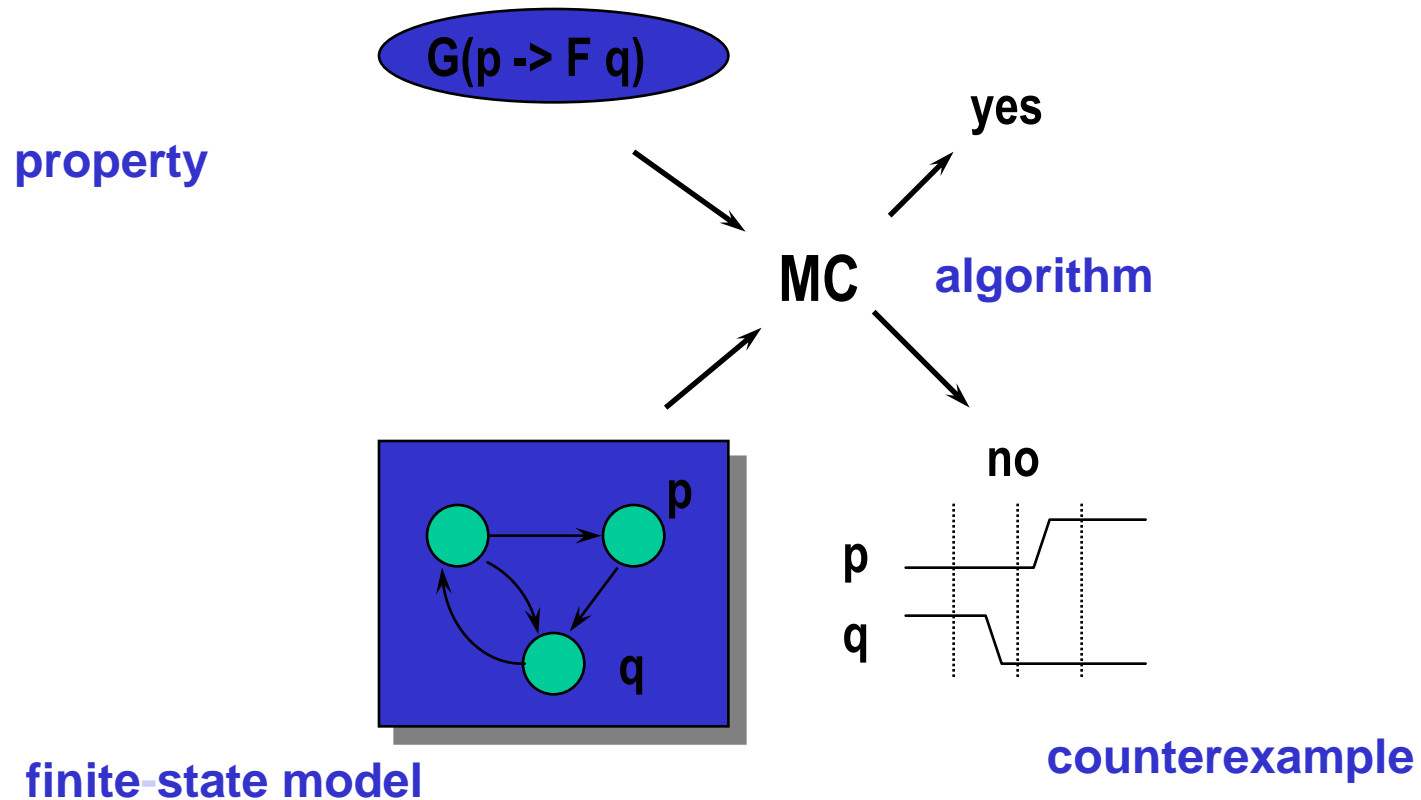 G(p -> F q)
yes
property
MC
algorithm
no
p
p
q
q
counterexample
finite-state model